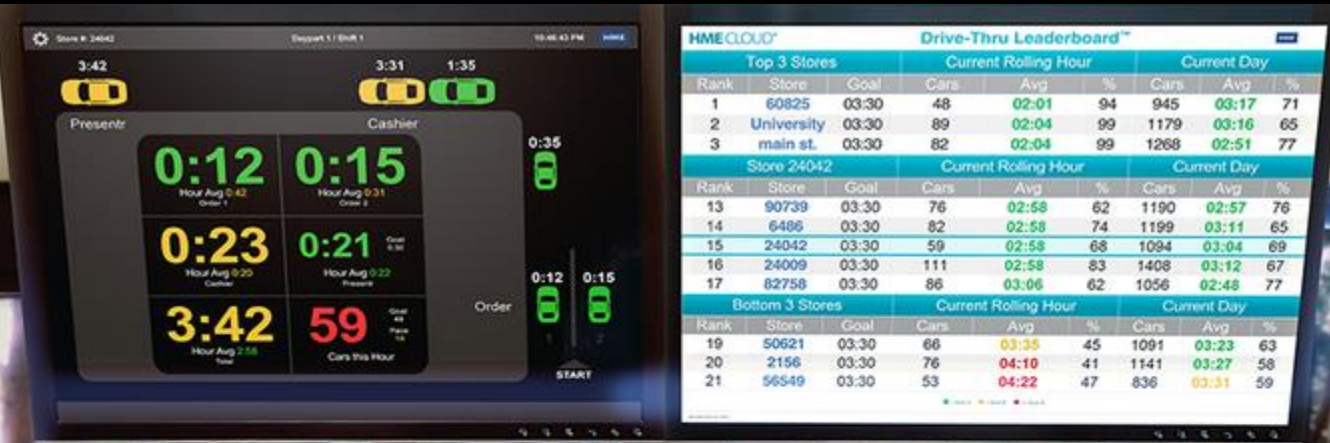 Store #: 24042 Daypart 1 / Shift 1 10:46:43 PM HME
3:42 3:31 1:35
Presentr Cashier
0:35
0:12 0:15
Hour Avg 0:42 Hour Avg 0:31
Order 1 Order 2
0:23 0:21 Goal
Hour Avg 0:20 Hour Avg 0:22
Cashier Presentr
0:12 0:15
Order
3:42 59 Goal
Hour Avg 2:58 Cars this Hour
Total
1 2
START
HME CLOUD® Drive-Thru Leaderboard™
Top 3 Stores Current Rolling Hour Current Day
Rank Store Goal Cars Avg % Cars Avg %
1 60825 03:30 48 02:01 94 945 03:17 71
2 University 03:30 89 02:04 99 1179 03:16 65
3 main st. 03:30 82 02:04 99 1268 02:51 77
Store 24042 Current Rolling Hour Current Day
Rank Store Goal Cars Avg % Cars Avg %
13 90739 03:30 76 02:58 62 1190 02:57 76
14 6486 03:30 82 02:58 74 1199 03:11 65
15 24042 03:30 59 02:58 68 1094 03:04 69
16 24009 03:30 111 02:58 83 1408 03:12 67
17 82758 03:30 86 03:06 62 1056 02:48 77
Bottom 3 Stores Current Rolling Hour Current Day
Rank Store Goal Cars Avg % Cars Avg %
19 50621 03:30 66 03:35 45 1091 03:23 63
20 2156 03:30 76 04:10 41 1141 03:27 58
21 56549 03:30 53 04:22 47 836 03:31 59